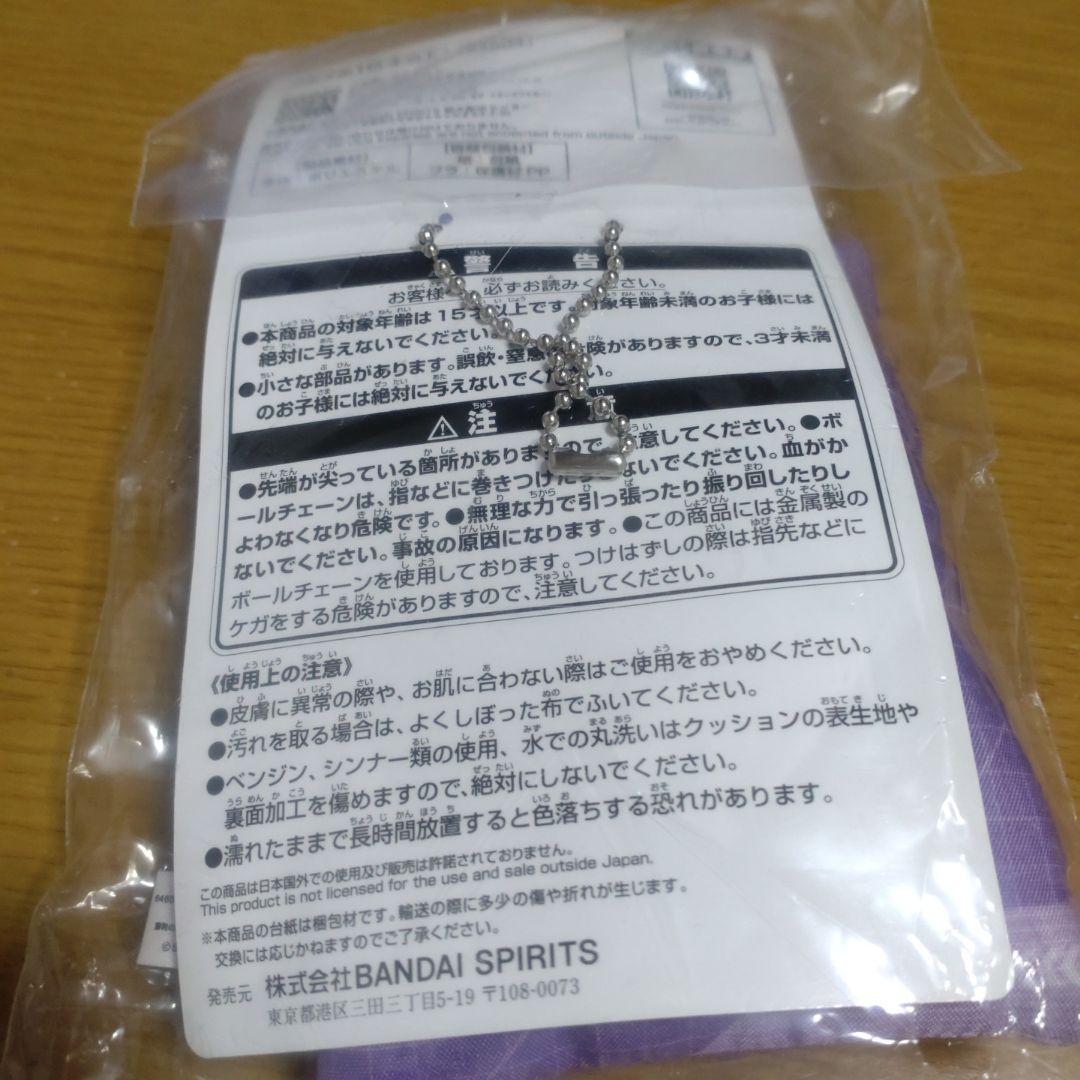 are not accepted from outside Japan.
警告
お客様 必ずお読みください。
●本商品の対象年齢は15才以上です。対象年齢未満のお子様には
絶対に与えないでください。
●小さな部品があります。誤飲・窒息 危険がありますので、3才未満
のお子様には絶対に与えないでください。
⚠注
●先端が尖っている箇所がありますので 注意してください。●ボ
ールチェーンは、指などに巻きつけたり ないでください。血がか
よわなくなり危険です。●無理な力で引っ張ったり振り回したりし
ないでください。事故の原因になります。●この商品には金属製の
ボールチェーンを使用しております。つけはずしの際は指先などに
ケガをする危険がありますので、注意してください。
《使用上の注意》
●皮膚に異常の際や、お肌に合わない際はご使用をおやめください。
●汚れを取る場合は、よくしぼった布でふいてください。
●ベンジン、シンナー類の使用、水での丸洗いはクッションの表生地や
裏面加工を傷めますので、絶対にしないでください。
●濡れたままで長時間放置すると色落ちする恐れがあります。
この商品は日本国外での使用及び販売は許諾されておりません。
This product is not licensed for the use and sale outside Japan.
※本商品の台紙は梱包材です。輸送の際に多少の傷や折れが生じます。
交換には応じかねますのでご了承ください。
発売元 株式会社BANDAI SPIRITS
東京都港区三田三丁目5-19 〒108-0073